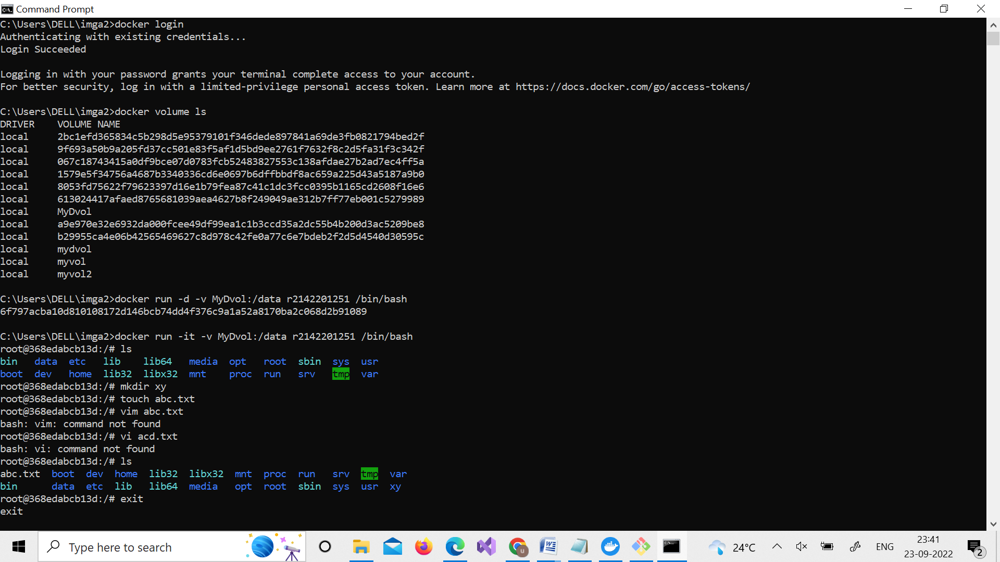 Command Prompt
C:\Users\DELL\imga2>docker login
Authenticating with existing credentials...
Login Succeeded
Logging in with your password grants your terminal complete access to your account.
For better security, log in with a limited-privilege personal access token. Learn more at https://docs.docker.com/go/access-tokens/
C:\Users\DELL\imga2>docker volume ls
DRIVER    VOLUME NAME
local     2bc1efd365834c5b298d5e95379101f346dede897841a69de3fb0821794bed2f
local     9f693a50b9a205fd37cc501e83f5af1d5bd9ee2761f7632f8c2d5fa31f3c342f
local     067c18743415a0df9bce07d0783fcb52483827553c138afdae27b2ad7ec4ff5a
local     1579e5f34756a4687b3340336cd6e0697b6dffbbdf8ac659a225d43a5187a9b0
local     8053fd75622f79623397d16e1b79fea87c41c1dc3fcc0395b1165cd2608f16e6
local     613024417afaed8765681039aea4627b8f249049ae312b7ff77eb001c5279989
local     MyDvol
local     a9e970e32e6932da000fcee49df99ea1c1b3ccd35a2dc55b4b200d3ac5209be8
local     b29955ca4e06b42565469627c8d978c42fe0a77c6e7bdeb2f2d5d4540d30595c
local     mydvol
local     myvol
local     myvol2
C:\Users\DELL\imga2>docker run -d -v MyDvol:/data r2142201251 /bin/bash
6f797acba10d810108172d146bcb74dd4f376c9a1a52a8170ba2c068d2b91089
C:\Users\DELL\imga2>docker run -it -v MyDvol:/data r2142201251 /bin/bash
root@368edabcb13d:/# ls
bin   data  etc   lib    lib64   media  opt   root  sbin  sys  usr
boot  dev   home  lib32  libx32  mnt    proc  run   srv   tmp  var
root@368edabcb13d:/# mkdir xy
root@368edabcb13d:/# touch abc.txt
root@368edabcb13d:/# vim abc.txt
bash: vim: command not found
root@368edabcb13d:/# vi acd.txt
bash: vi: command not found
root@368edabcb13d:/# ls
abc.txt  boot  dev  home  lib32  libx32  mnt  proc  run   srv  tmp  var
bin      data  etc  lib   lib64  media   opt  root  sbin  sys  usr  xy
root@368edabcb13d:/# exit
exit
Type here to search
24°C
ENG
23:41
23-09-2022
2